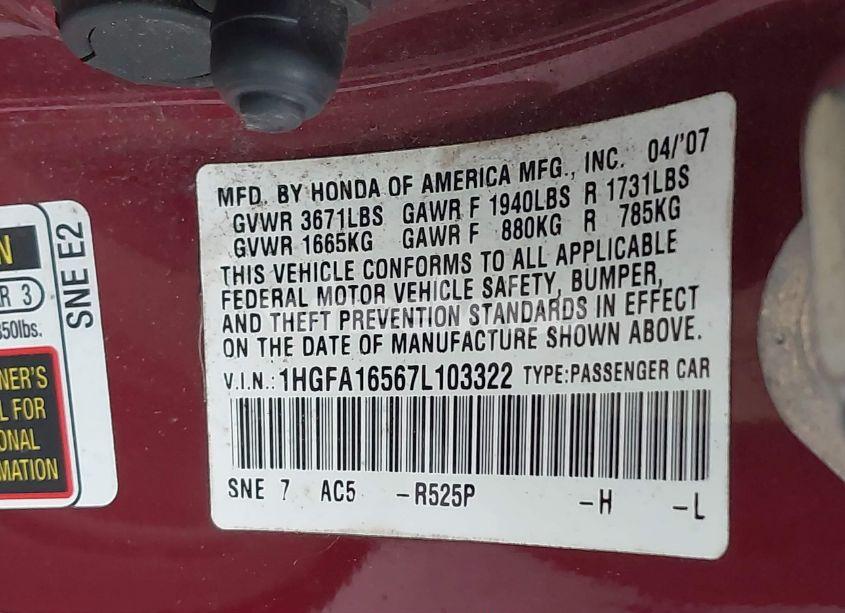 MFD. BY HONDA OF AMERICA MFG., INC. 04/'07
GVWR 3671LBS GAWR F 1940LBS R 1731LBS
GVWR 1665KG GAWR F 880KG R 785KG
THIS VEHICLE CONFORMS TO ALL APPLICABLE
FEDERAL MOTOR VEHICLE SAFETY, BUMPER,
AND THEFT PREVENTION STANDARDS IN EFFECT
ON THE DATE OF MANUFACTURE SHOWN ABOVE.
V.I.N.: 1HGFA16567L103322 TYPE:PASSENGER CAR
SNE 7 AC5 -R525P -H -L
SNE E2
N
R 3
350lbs.
NER'S
L FOR
ONAL
MATION